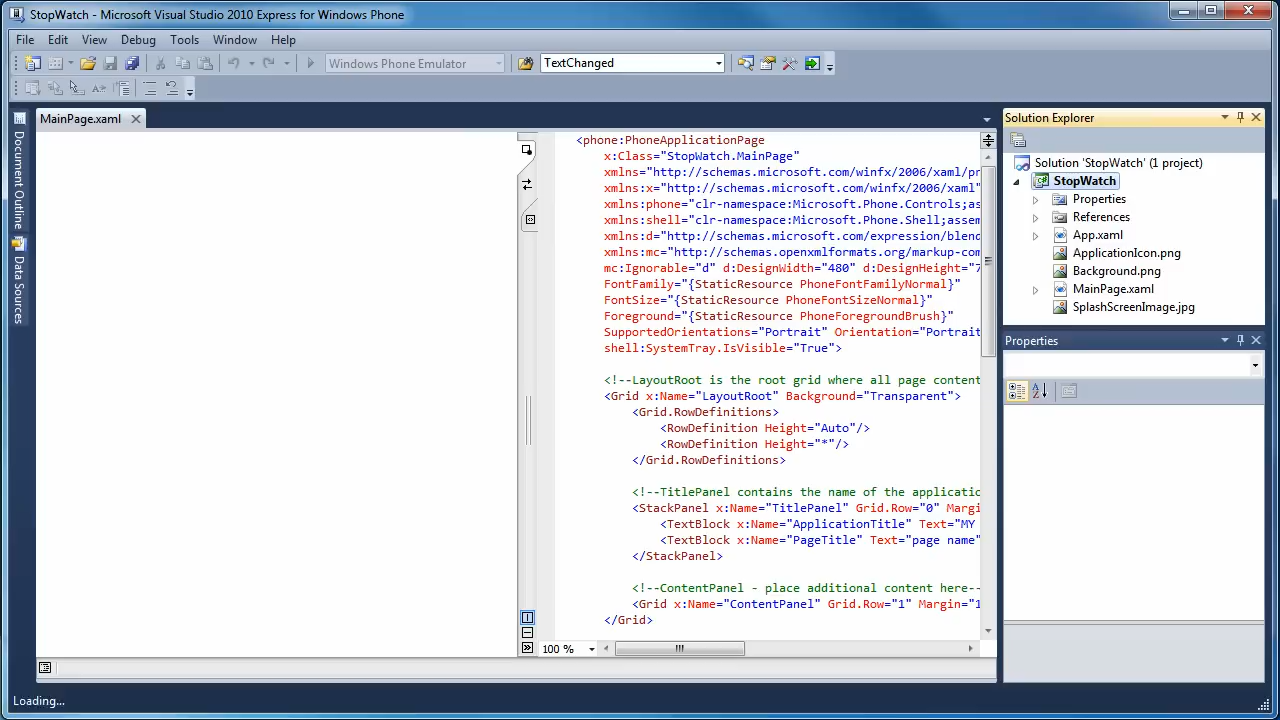 StopWatch - Microsoft Visual Studio 2010 Express for Windows Phone
File Edit View Debug Tools Window Help
Windows Phone Emulator TextChanged
MainPage.xaml
Document Outline
Data Sources
<phone:PhoneApplicationPage
x:Class="StopWatch.MainPage"
xmlns="http://schemas.microsoft.com/winfx/2006/xaml/pr
xmlns:x="http://schemas.microsoft.com/winfx/2006/xaml"
xmlns:phone="clr-namespace:Microsoft.Phone.Controls;as
xmlns:shell="clr-namespace:Microsoft.Phone.Shell;assem
xmlns:d="http://schemas.microsoft.com/expression/blend
xmlns:mc="http://schemas.openxmlformats.org/markup-com
mc:Ignorable="d" d:DesignWidth="480" d:DesignHeight="7
FontFamily="{StaticResource PhoneFontFamilyNormal}"
FontSize="{StaticResource PhoneFontSizeNormal}"
Foreground="{StaticResource PhoneForegroundBrush}"
SupportedOrientations="Portrait" Orientation="Portrait
shell:SystemTray.IsVisible="True">
<!--LayoutRoot is the root grid where all page content
<Grid x:Name="LayoutRoot" Background="Transparent">
<Grid.RowDefinitions>
<RowDefinition Height="Auto"/>
<RowDefinition Height="*"/>
</Grid.RowDefinitions>
<!--TitlePanel contains the name of the applicatio
<StackPanel x:Name="TitlePanel" Grid.Row="0" Margi
<TextBlock x:Name="ApplicationTitle" Text="MY
<TextBlock x:Name="PageTitle" Text="page name"
</StackPanel>
<!--ContentPanel - place additional content here--
<Grid x:Name="ContentPanel" Grid.Row="1" Margin="1
</Grid>
100 %
Solution Explorer
Solution 'StopWatch' (1 project)
StopWatch
Properties
References
App.xaml
ApplicationIcon.png
Background.png
MainPage.xaml
SplashScreenImage.jpg
Properties
Loading...